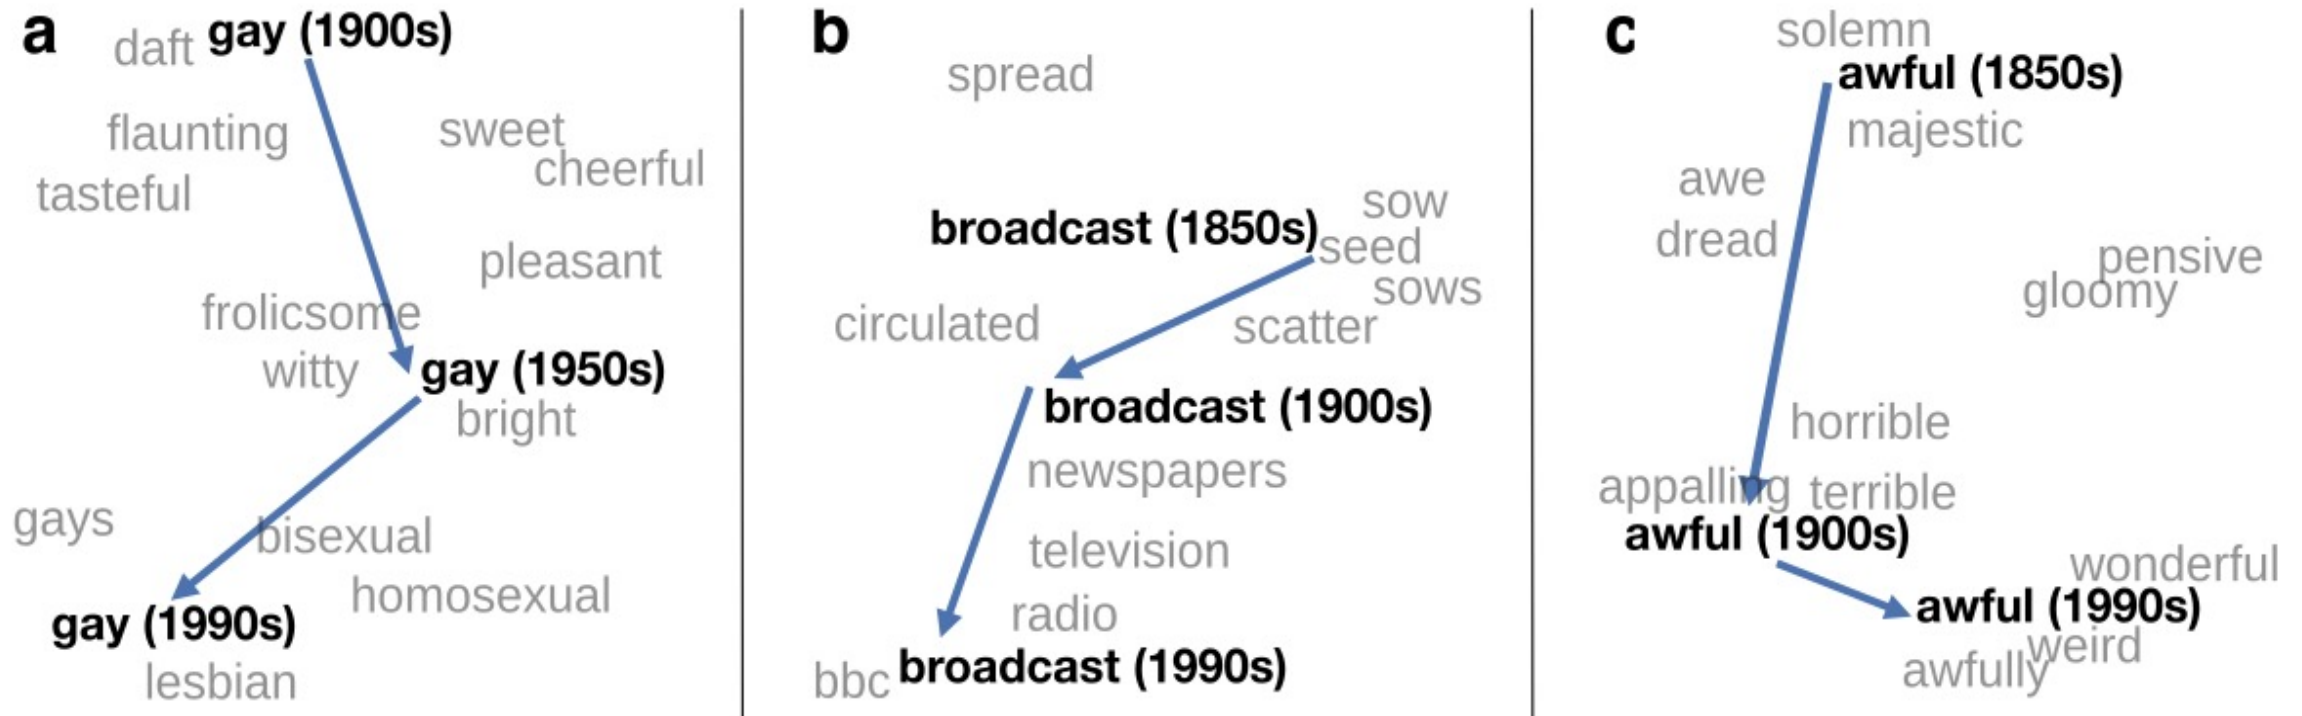 a
gay (1900s)
daft
flaunting
sweet
cheerful
tasteful
pleasant
frolicsome
witty
gay (1950s)
bright
gays
bisexual
homosexual
gay (1990s)
lesbian
b
spread
sow
broadcast (1850s)
seed
sows
circulated
scatter
broadcast (1900s)
newspapers
television
radio
bbc
broadcast (1990s)
c
solemn
awful (1850s)
majestic
awe
dread
pensive
gloomy
horrible
appalling
terrible
awful (1900s)
wonderful
awful (1990s)
weird
awfully